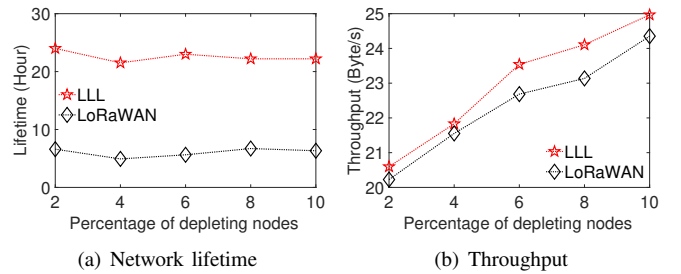 30
20
10
0
Lifetime (Hour)
LLL
LoRaWAN
2 4 6 8 10
Percentage of depleting nodes
(a) Network lifetime
25
24
23
22
21
20
Throughput (Byte/s)
LLL
LoRaWAN
2 4 6 8 10
Percentage of depleting nodes
(b) Throughput